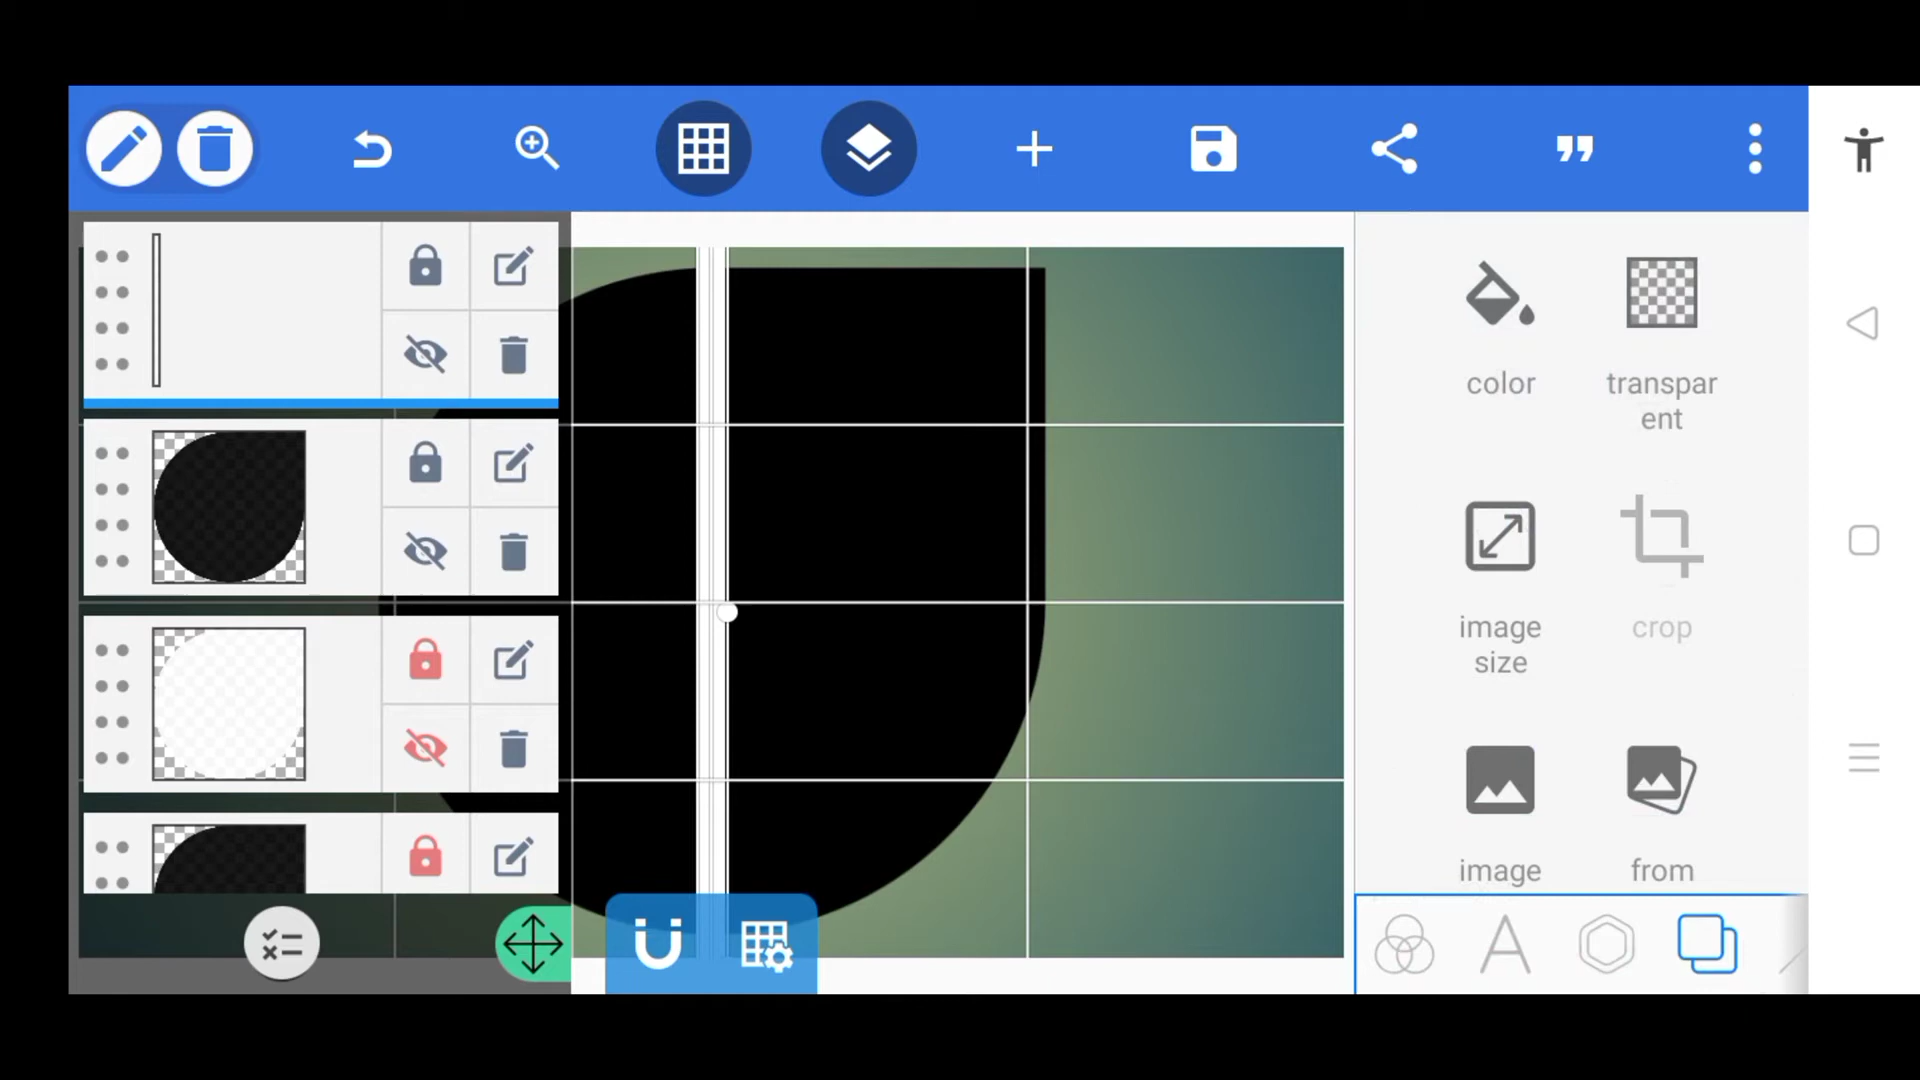 color
transpar
ent
image
size
crop
image
from